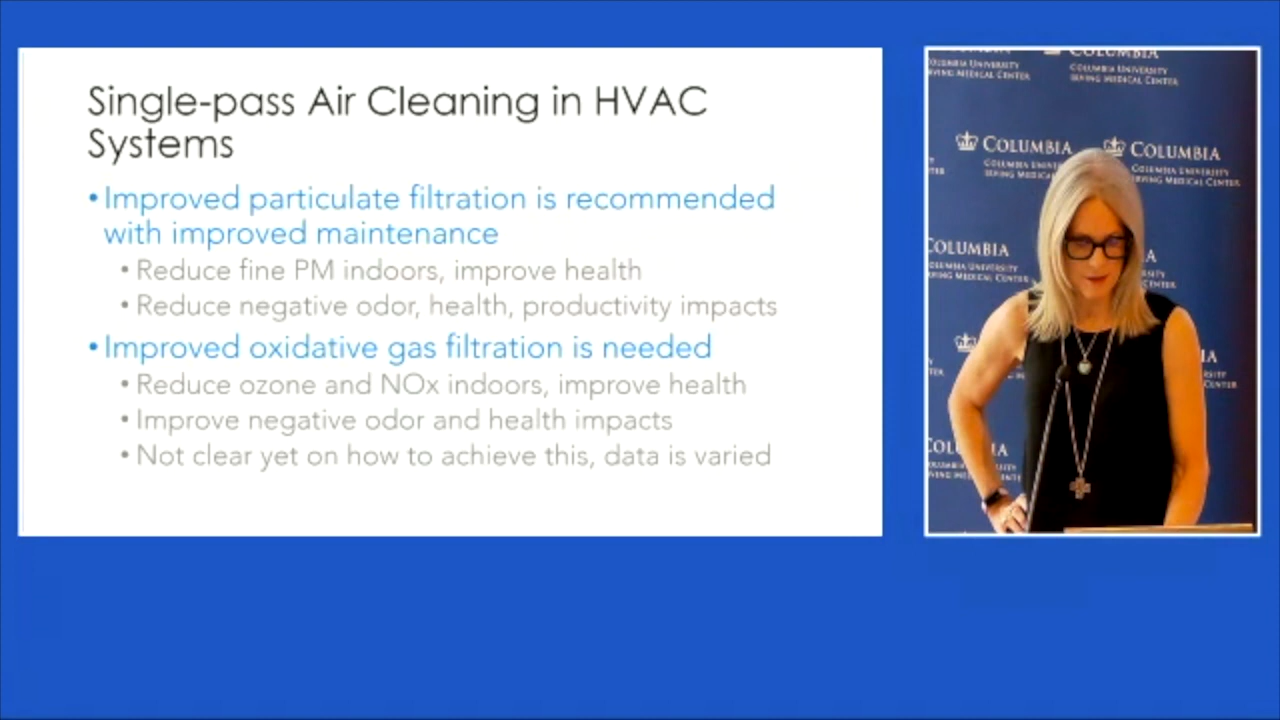 Single-pass Air Cleaning in HVAC
Systems
•Improved particulate filtration is recommended
with improved maintenance
•Reduce fine PM indoors, improve health
•Reduce negative odor, health, productivity impacts
•Improved oxidative gas filtration is needed
•Reduce ozone and NOx indoors, improve health
•Improve negative odor and health impacts
•Not clear yet on how to achieve this, data is varied
COLUMBIA
COLUMBIA UNIVERSITY
IRVING MEDICAL CENTER
COLUMBIA
COLUMBIA
COLUMBIA